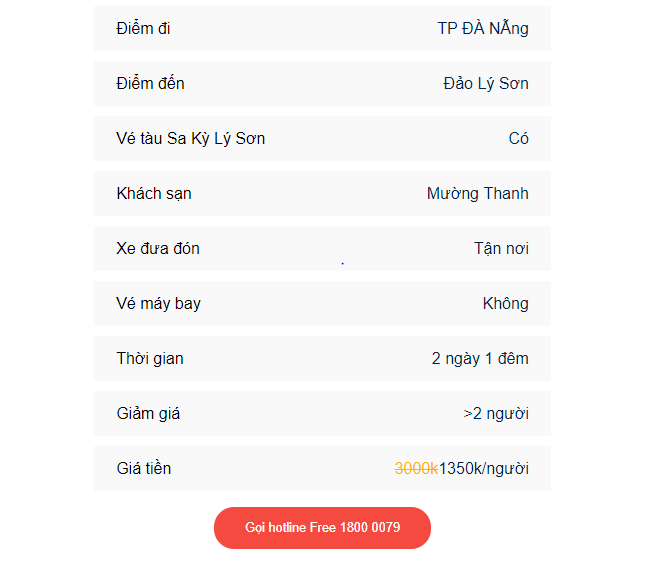 Điểm đi TP ĐÀ NẴng
Điểm đến Đảo Lý Sơn
Vé tàu Sa Kỳ Lý Sơn Có
Khách sạn Mường Thanh
Xe đưa đón Tận nơi
Vé máy bay Không
Thời gian 2 ngày 1 đêm
Giảm giá >2 người
Giá tiền 3000k1350k/người
Gọi hotline Free 1800 0079